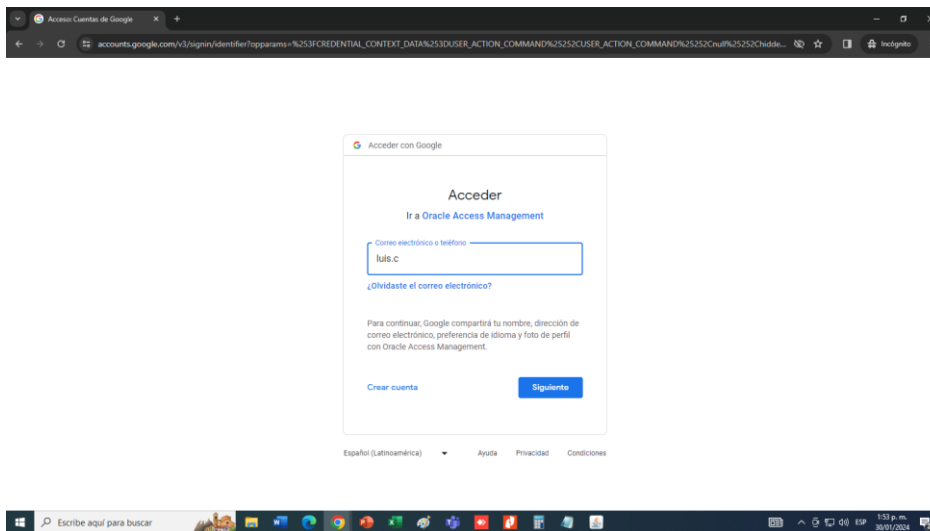 Acceso: Cuentas de Google
accounts.google.com/v3/signin/identifier?opparams=%253FCREDENTIAL_CONTEXT_DATA%253DUSER_ACTION_COMMAND%25252CUSER_ACTION_COMMAND%25252Cnull%25252Chidde...
Incógnito
Acceder con Google
Acceder
Ir a Oracle Access Management
Correo electrónico o teléfono
luis.c
¿Olvidaste el correo electrónico?
Para continuar, Google compartirá tu nombre, dirección de
correo electrónico, preferencia de idioma y foto de perfil
con Oracle Access Management.
Crear cuenta
Siguiente
Español (Latinoamérica)
Ayuda
Privacidad
Condiciones
Escribe aquí para buscar
ESP
1:53 p. m.
30/01/2024